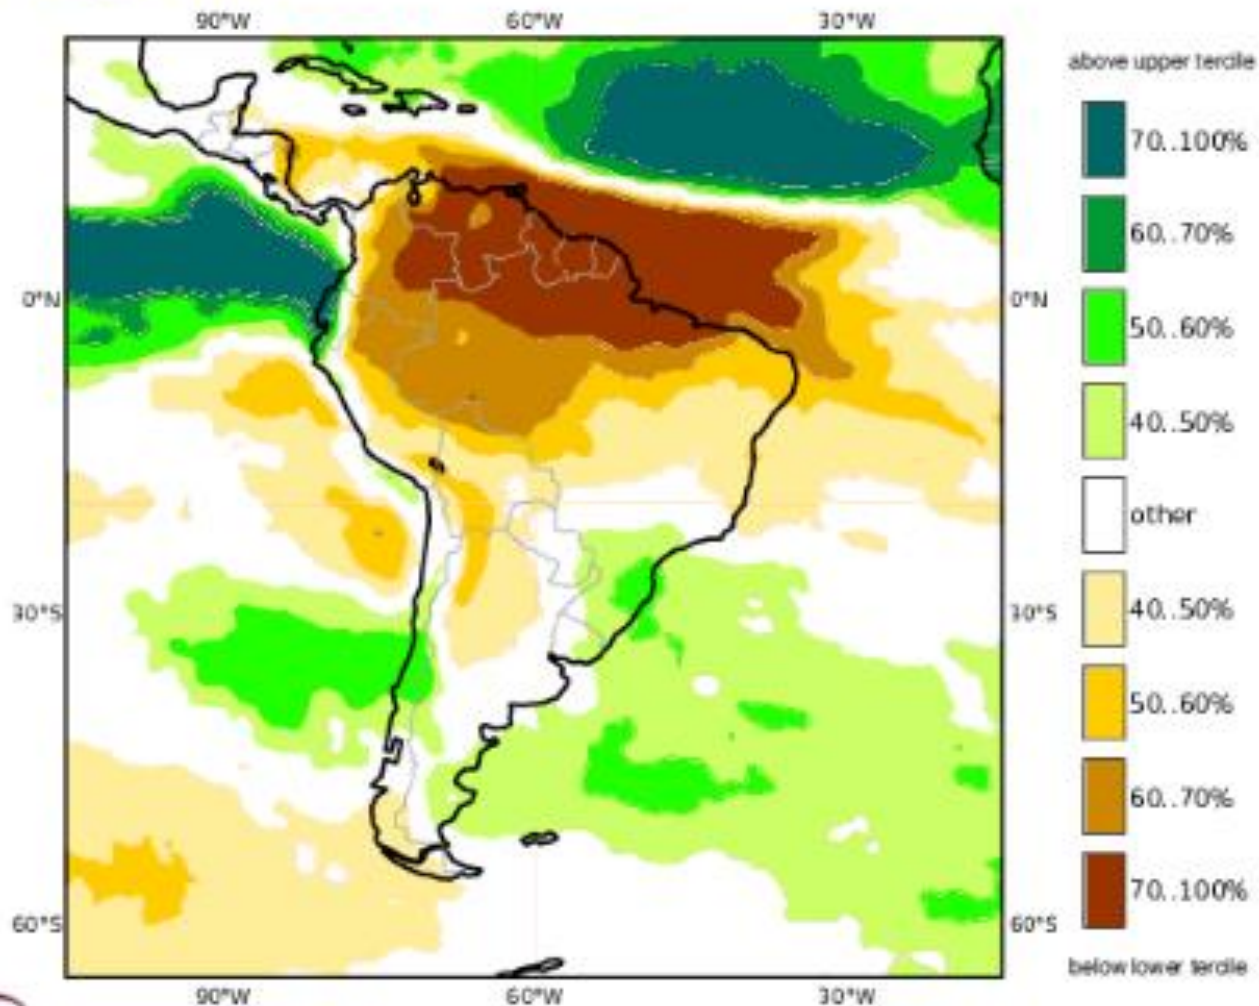 90°W 60°W 30°W
above upper tercile
70..100%
60..70%
50..60%
0°N 0°N
40..50%
other
40..50%
30°S 30°S
50..60%
60..70%
70..100%
60°S 60°S
below lower tercile
90°W 60°W 30°W